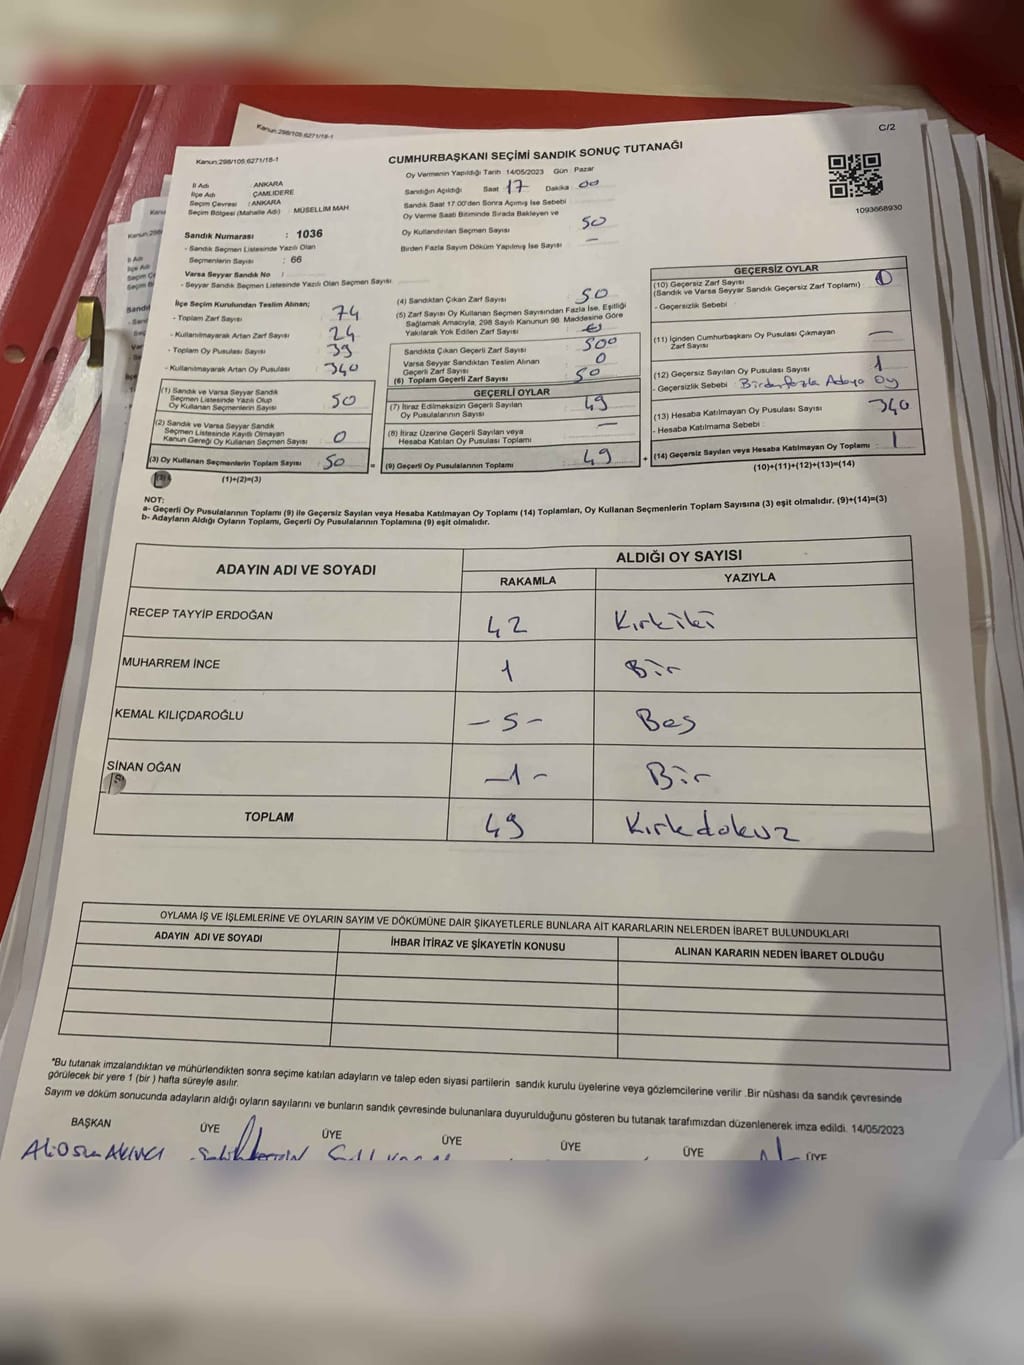 Kanun:298/105,6271/18-1
C/2
Kanun;298/105;6271/18-1
CUMHURBAŞKANI SEÇİMİ SANDIK SONUÇ TUTANAĞI
İl Adı : ANKARA
İlçe Adı : ÇAMLIDERE
Seçim Çevresi : ANKARA
Seçim Bölgesi (Mahalle Adı) : MÜSELLİM MAH.
Sandık Numarası : 1036
- Sandık Seçmen Listesinde Yazılı Olan
Seçmenlerin Sayısı : 66
Varsa Seyyar Sandık No :
- Seyyar Sandık Seçmen Listesinde Yazılı Olan Seçmen Sayısı
Oy Vermenin Yapıldığı Tarih 14/05/2023 Gün : Pazar
Sandığın Açıldığı Saat 17 Dakika 00
Sandık Saat 17:00'den Sonra Açılmış İse Sebebi
Oy Verme Saati Bitiminde Sırada Bekleyen ve
Oy Kullandırılan Seçmen Sayısı 50
Birden Fazla Sayım Döküm Yapılmış İse Sayısı —
1093668930
İlçe Seçim Kurulundan Teslim Alınan;
- Toplam Zarf Sayısı 74
- Kullanılmayarak Artan Zarf Sayısı 24
- Toplam Oy Pusulası Sayısı
- Kullanılmayarak Artan Oy Pusulası 340
(1) Sandık ve Varsa Seyyar Sandık
Seçmen Listesinde Yazılı Olup
Oy Kullanan Seçmenlerin Sayısı 50
(2) Sandık ve Varsa Seyyar Sandık
Seçmen Listesinde Kayıtlı Olmayan
Kanun Gereği Oy Kullanan Seçmen Sayısı 0
(3) Oy Kullanan Seçmenlerin Toplam Sayısı : 50
(1)+(2)=(3)
(4) Sandıktan Çıkan Zarf Sayısı 50
(5) Zarf Sayısı Oy Kullanan Seçmen Sayısından Fazla İse, Eşitliği
Sağlamak Amacıyla, 298 Sayılı Kanunun 98. Maddesine Göre
Yakılarak Yok Edilen Zarf Sayısı
Sandıkta Çıkan Geçerli Zarf Sayısı 500
Varsa Seyyar Sandıktan Teslim Alınan
Geçerli Zarf Sayısı 0
(6) Toplam Geçerli Zarf Sayısı 50
GEÇERLİ OYLAR
(7) İtiraz Edilmeksizin Geçerli Sayılan
Oy Pusulalarının Sayısı 49
(8) İtiraz Üzerine Geçerli Sayılan veya
Hesaba Katılan Oy Pusulası Toplamı —
= (9) Geçerli Oy Pusulalarının Toplamı : 49
GEÇERSİZ OYLAR
(10) Geçersiz Zarf Sayısı
(Sandık ve Varsa Seyyar Sandık Geçersiz Zarf Toplamı) :
- Geçersizlik Sebebi :
(11) İçinden Cumhurbaşkanı Oy Pusulası Çıkmayan
Zarf Sayısı —
(12) Geçersiz Sayılan Oy Pusulası Sayısı 1
- Geçersizlik Sebebi : Birden fazla Adaya Oy
(13) Hesaba Katılmayan Oy Pusulası Sayısı 340
- Hesaba Katılmama Sebebi :
+ (14) Geçersiz Sayılan veya Hesaba Katılmayan Oy Toplamı : 1
(10)+(11)+(12)+(13)=(14)
NOT:
a- Geçerli Oy Pusulalarının Toplamı (9) ile Geçersiz Sayılan veya Hesaba Katılmayan Oy Toplamı (14) Toplamları, Oy Kullanan Seçmenlerin Toplam Sayısına (3) eşit olmalıdır. (9)+(14)=(3)
b- Adayların Aldığı Oyların Toplamı, Geçerli Oy Pusulalarının Toplamına (9) eşit olmalıdır.
ADAYIN ADI VE SOYADI
ALDIĞI OY SAYISI
RAKAMLA YAZIYLA
RECEP TAYYİP ERDOĞAN 42 Kırkiki
MUHARREM İNCE 1 Bir
KEMAL KILIÇDAROĞLU -5- Beş
SİNAN OĞAN -1- Bir
TOPLAM 49 Kırkdokuz
OYLAMA İŞ VE İŞLEMLERİNE VE OYLARIN SAYIM VE DÖKÜMÜNE DAİR ŞİKAYETLERLE BUNLARA AİT KARARLARIN NELERDEN İBARET BULUNDUKLARI
ADAYIN ADI VE SOYADI İHBAR İTİRAZ VE ŞİKAYETİN KONUSU ALINAN KARARIN NEDEN İBARET OLDUĞU
*Bu tutanak imzalandıktan ve mühürlendikten sonra seçime katılan adayların ve talep eden siyasi partilerin sandık kurulu üyelerine veya gözlemcilerine verilir .Bir nüshası da sandık çevresinde
görülecek bir yere 1 (bir ) hafta süreyle asılır.
Sayım ve döküm sonucunda adayların aldığı oyların sayılarını ve bunların sandık çevresinde bulunanlara duyurulduğunu gösteren bu tutanak tarafımızdan düzenlenerek imza edildi. 14/05/2023
BAŞKAN ÜYE ÜYE ÜYE ÜYE ÜYE ÜYE